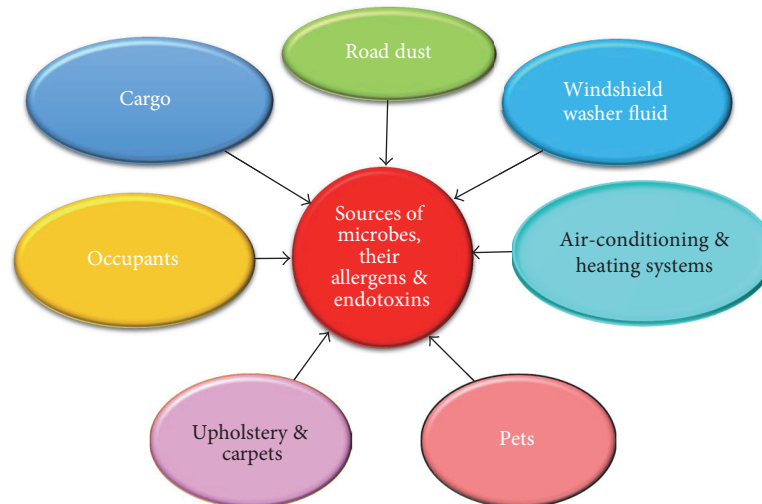 Road dust
Cargo
Windshield
washer fluid
Sources of
microbes,
their
allergens &
endotoxins
Occupants
Air-conditioning &
heating systems
Upholstery &
carpets
Pets